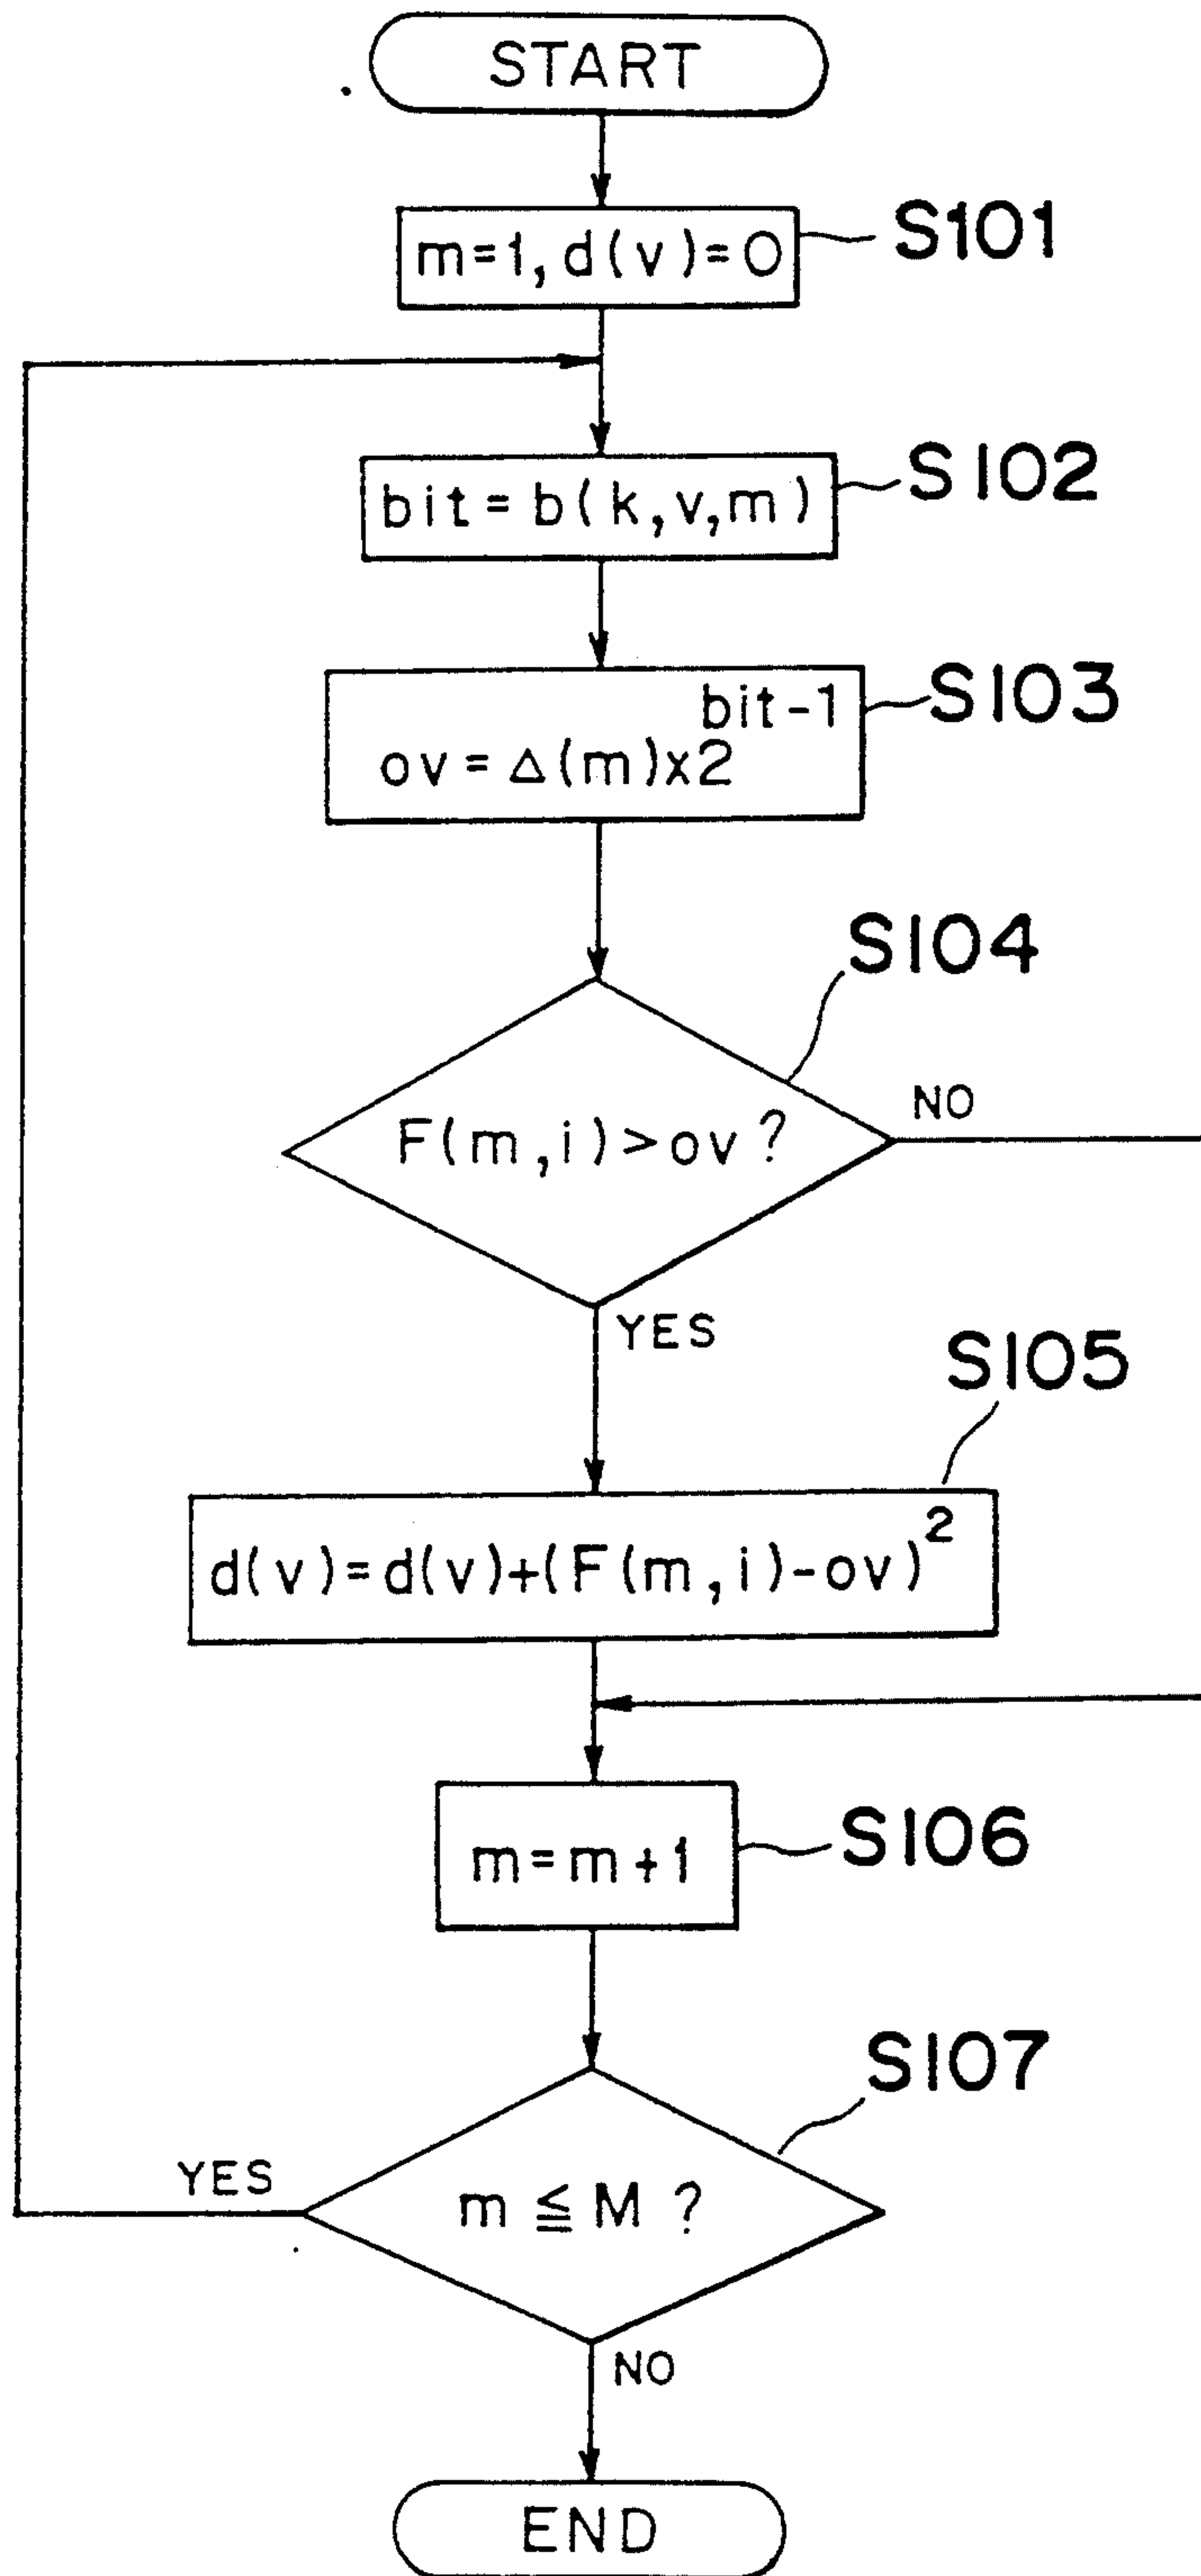 START
S101
m=1, d(v)=0
S102
bit = b(k,v,m)
S103
bit-1
ov = Δ(m)x2
S104
F(m,i)>ov ?
NO
YES
S105
2
d(v)=d(v)+(F(m,i)-ov)
m=m+1
S106
S107
YES
m ≦ M ?
NO
END